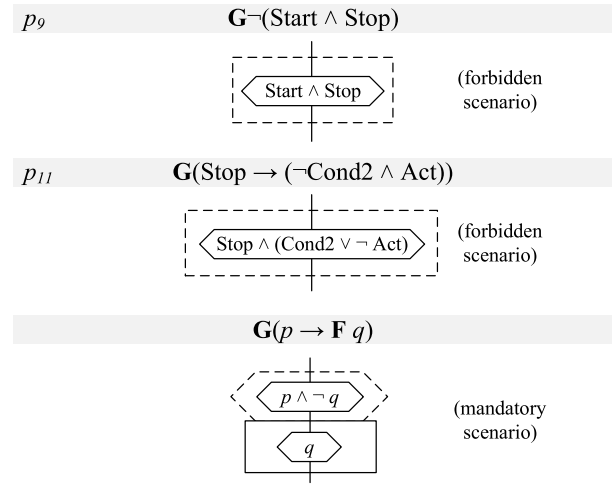 p9 G¬(Start ∧ Stop)
Start ∧ Stop
(forbidden
scenario)
p11 G(Stop → (¬Cond2 ∧ Act))
Stop ∧ (Cond2 ∨ ¬ Act)
(forbidden
scenario)
G(p → F q)
p ∧ ¬ q
q
(mandatory
scenario)